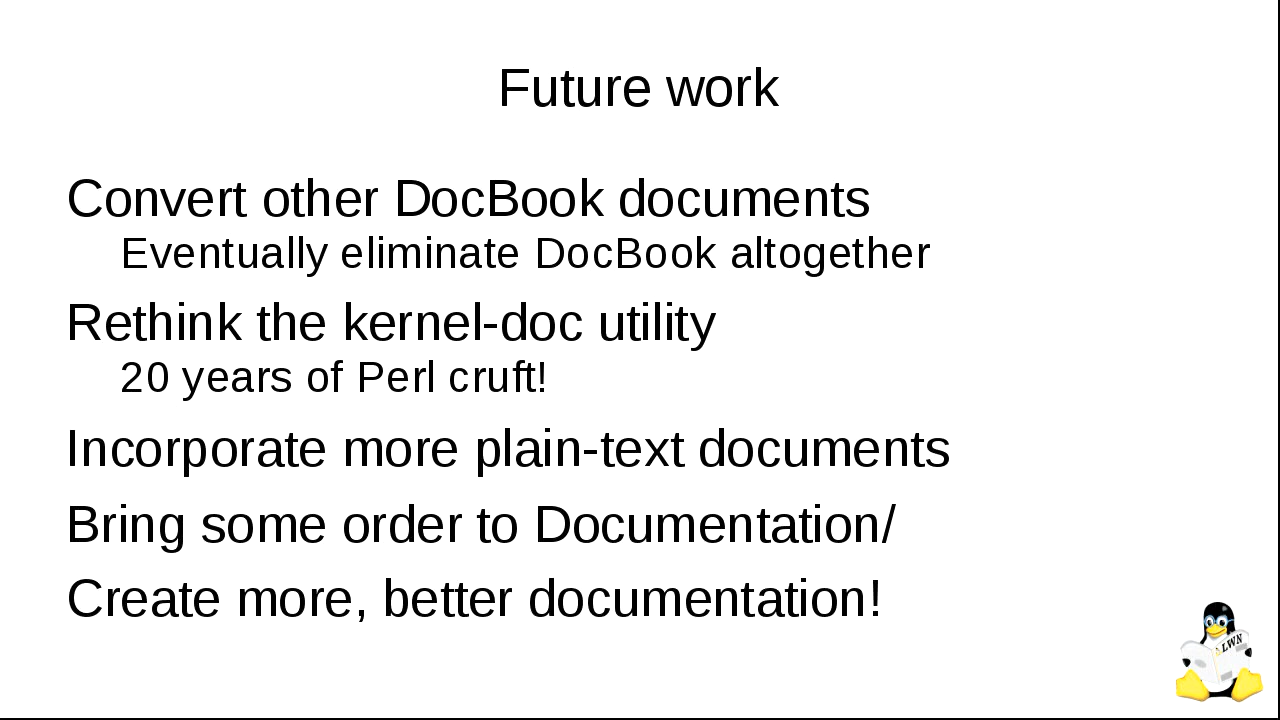 Future work
Convert other DocBook documents
Eventually eliminate DocBook altogether
Rethink the kernel-doc utility
20 years of Perl cruft!
Incorporate more plain-text documents
Bring some order to Documentation/
Create more, better documentation!
LWN